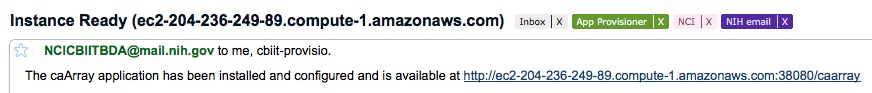 Instance Ready (ec2-204-236-249-89.compute-1.amazonaws.com) Inbox | X App Provisioner | X NCI | X NIH email | X
NCICBIITBDA@mail.nih.gov to me, cbiit-provisio.
The caArray application has been installed and configured and is available at http://ec2-204-236-249-89.compute-1.amazonaws.com:38080/caarray